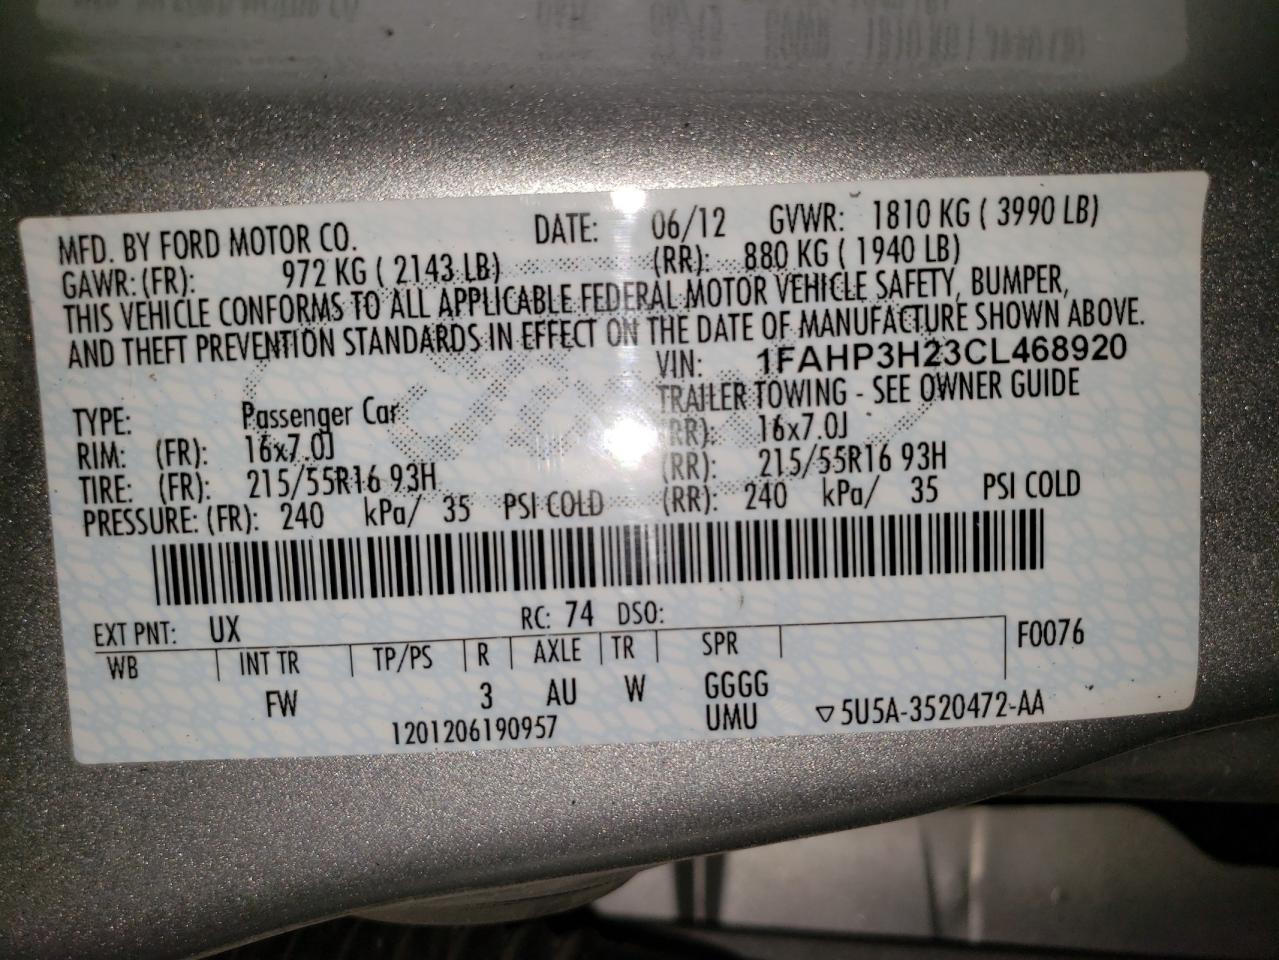 MFD. BY FORD MOTOR CO. DATE: 06/12 GVWR: 1810 KG ( 3990 LB)
GAWR: (FR): 972 KG ( 2143 LB) (RR): 880 KG ( 1940 LB)
THIS VEHICLE CONFORMS TO ALL APPLICABLE FEDERAL MOTOR VEHICLE SAFETY, BUMPER,
AND THEFT PREVENTION STANDARDS IN EFFECT ON THE DATE OF MANUFACTURE SHOWN ABOVE.
VIN: 1FAHP3H23CL468920
TYPE: Passenger Car TRAILER TOWING - SEE OWNER GUIDE
RIM: (FR): 16x7.0J (RR): 16x7.0J
TIRE: (FR): 215/55R16 93H (RR): 215/55R16 93H
PRESSURE: (FR): 240 kPa/ 35 PSI COLD (RR): 240 kPa/ 35 PSI COLD
EXT PNT: UX RC: 74 DSO:
WB INT TR TP/PS R AXLE TR SPR F0076
FW 3 AU W GGGG
1201206190957 UMU ▽5U5A-3520472-AA